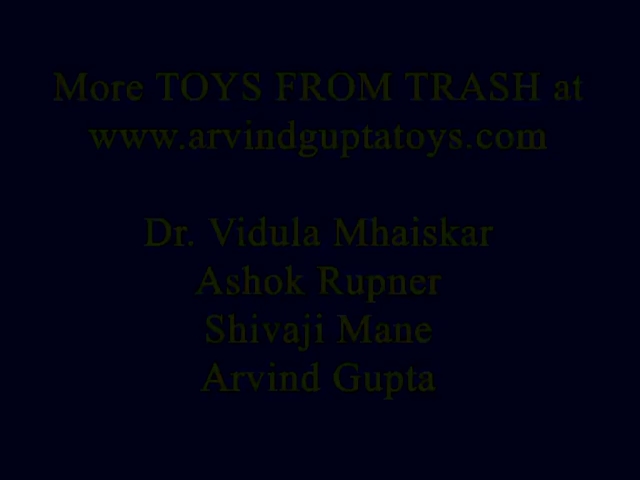 More TOYS FROM TRASH at
www.arvindguptatoys.com
Dr. Vidula Mhaiskar
Ashok Rupner
Shivaji Mane
Arvind Gupta